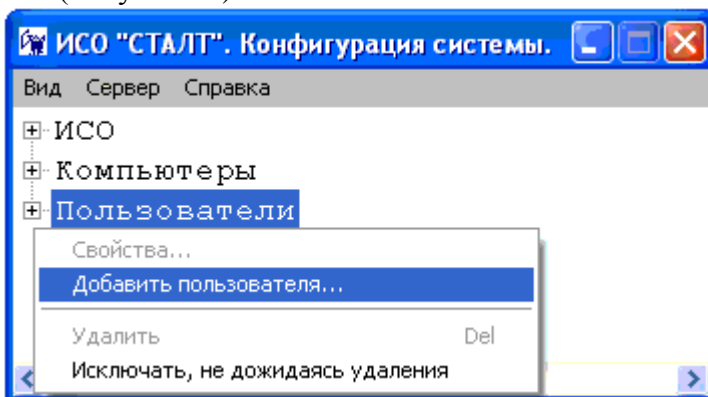 ИСО "СТАЛТ". Конфигурация системы.
Вид Сервер Справка
ИСО
Компьютеры
Пользователи
Свойства...
Добавить пользователя...
Удалить Del
Исключать, не дожидаясь удаления